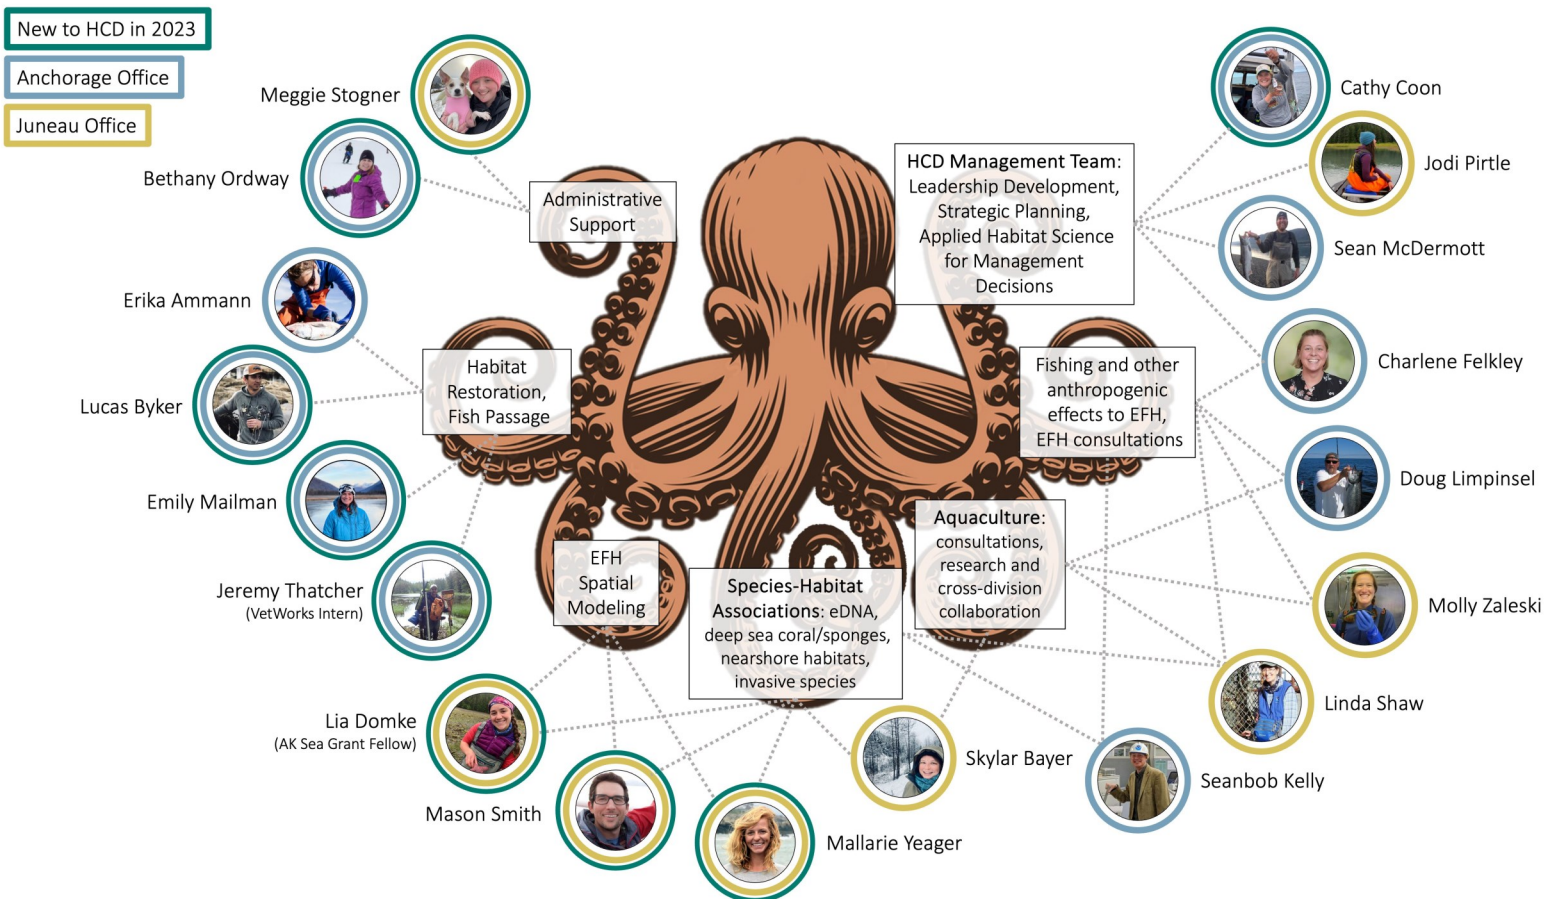 New to HCD in 2023
Anchorage Office
Juneau Office
Meggie Stogner
Bethany Ordway
Erika Ammann
Lucas Byker
Emily Mailman
Jeremy Thatcher
(VetWorks Intern)
Lia Domke
(AK Sea Grant Fellow)
Mason Smith
Mallarie Yeager
Skylar Bayer
Seanbob Kelly
Linda Shaw
Molly Zaleski
Doug Limpinsel
Charlene Felkley
Sean McDermott
Jodi Pirtle
Cathy Coon
Administrative
Support
Habitat
Restoration,
Fish Passage
EFH
Spatial
Modeling
Species-Habitat
Associations: eDNA,
deep sea coral/sponges,
nearshore habitats,
invasive species
Aquaculture:
consultations,
research and
cross-division
collaboration
Fishing and other
anthropogenic
effects to EFH,
EFH consultations
HCD Management Team:
Leadership Development,
Strategic Planning,
Applied Habitat Science
for Management
Decisions